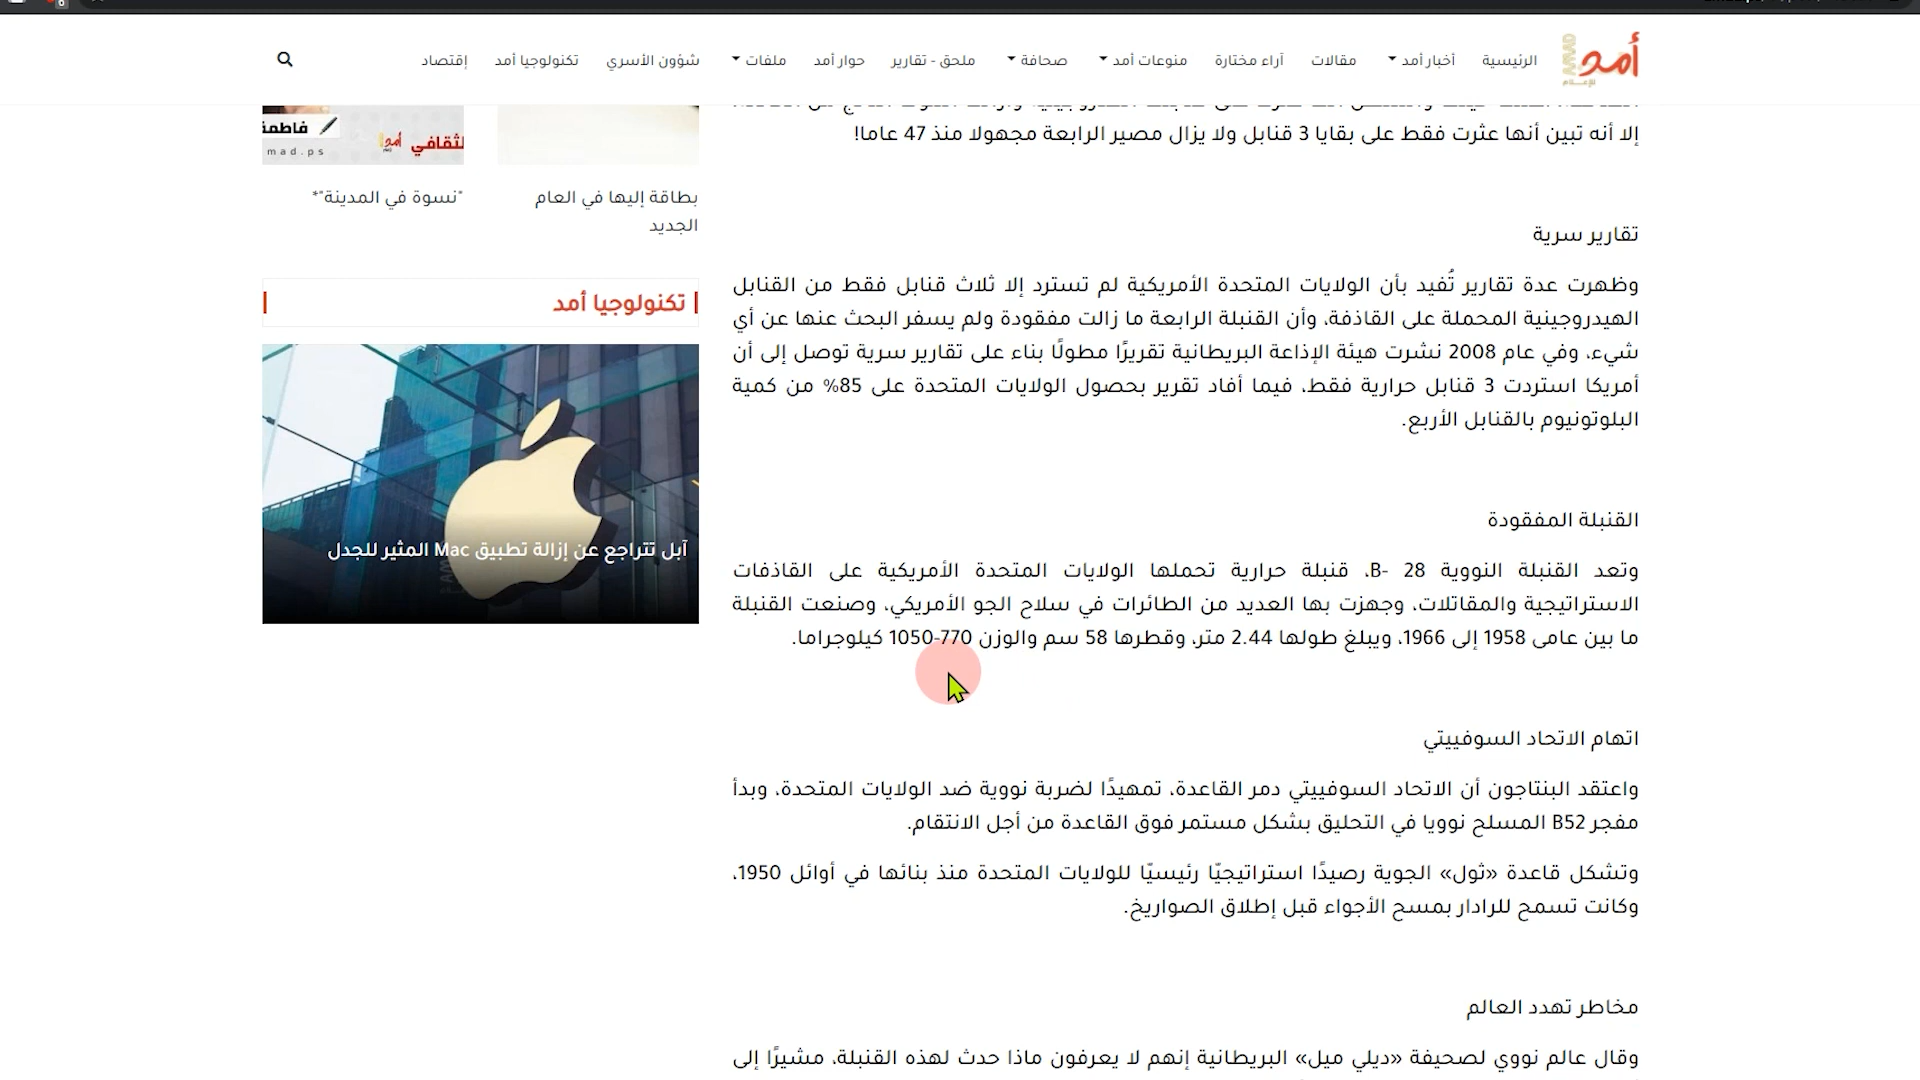 6
أمد
AMAD
للإعلام
الرئيسية
أخبار أمد
مقالات
آراء مختارة
منوعات أمد
صحافة
ملحق - تقارير
حوار أمد
ملفات
شؤون الأسري
تكنولوجيا أمد
إقتصاد
إلا أنه تبين أنها عثرت فقط على بقايا 3 قنابل ولا يزال مصير الرابعة مجهولا منذ 47 عاما!
تقارير سرية
وظهرت عدة تقارير تُفيد بأن الولايات المتحدة الأمريكية لم تسترد إلا ثلاث قنابل فقط من القنابل
الهيدروجينية المحملة على القاذفة، وأن القنبلة الرابعة ما زالت مفقودة ولم يسفر البحث عنها عن أي
شيء، وفي عام 2008 نشرت هيئة الإذاعة البريطانية تقريرًا مطولًا بناء على تقارير سرية توصل إلى أن
أمريكا استردت 3 قنابل حرارية فقط، فيما أفاد تقرير بحصول الولايات المتحدة على 85% من كمية
البلوتونيوم بالقنابل الأربع.
القنبلة المفقودة
وتعد القنبلة النووية B- 28، قنبلة حرارية تحملها الولايات المتحدة الأمريكية على القاذفات
الاستراتيجية والمقاتلات، وجهزت بها العديد من الطائرات في سلاح الجو الأمريكي، وصنعت القنبلة
ما بين عامى 1958 إلى 1966، ويبلغ طولها 2.44 متر، وقطرها 58 سم والوزن 770-1050 كيلوجراما.
اتهام الاتحاد السوفييتي
واعتقد البنتاجون أن الاتحاد السوفييتي دمر القاعدة، تمهيدًا لضربة نووية ضد الولايات المتحدة، وبدأ
مفجر B52 المسلح نوويا في التحليق بشكل مستمر فوق القاعدة من أجل الانتقام.
وتشكل قاعدة «ثول» الجوية رصيدًا استراتيجيّا رئيسيّا للولايات المتحدة منذ بنائها في أوائل 1950،
وكانت تسمح للرادار بمسح الأجواء قبل إطلاق الصواريخ.
مخاطر تهدد العالم
وقال عالم نووي لصحيفة «ديلي ميل» البريطانية إنهم لا يعرفون ماذا حدث لهذه القنبلة، مشيرًا إلى
فاطمة
الثقافي
أمد
mad.ps
بطاقة إليها في العام
الجديد
"نسوة في المدينة"*
تكنولوجيا أمد
آبل تتراجع عن إزالة تطبيق Mac المثير للجدل